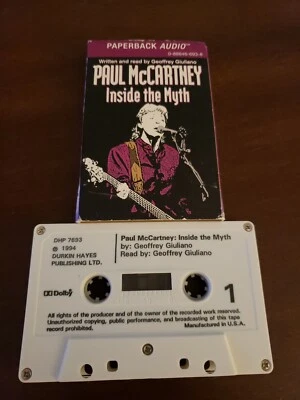 PAPERBACK AUDIO™
Written and read by Geoffrey Giuliano
PAUL McCARTNEY
Inside the Myth
DHP 7693
© 1994
DURKIN HAYES
PUBLISHING LTD.
Paul McCartney: Inside the Myth
by: Geoffrey Giuliano
Read by: Geoffrey Giuliano
Dolby
1
All rights of the producer and of the owner of the recorded work reserved.
Unauthorized copying, public performance, and broadcasting of this tape
record prohibited.
Manufactured in U.S.A.